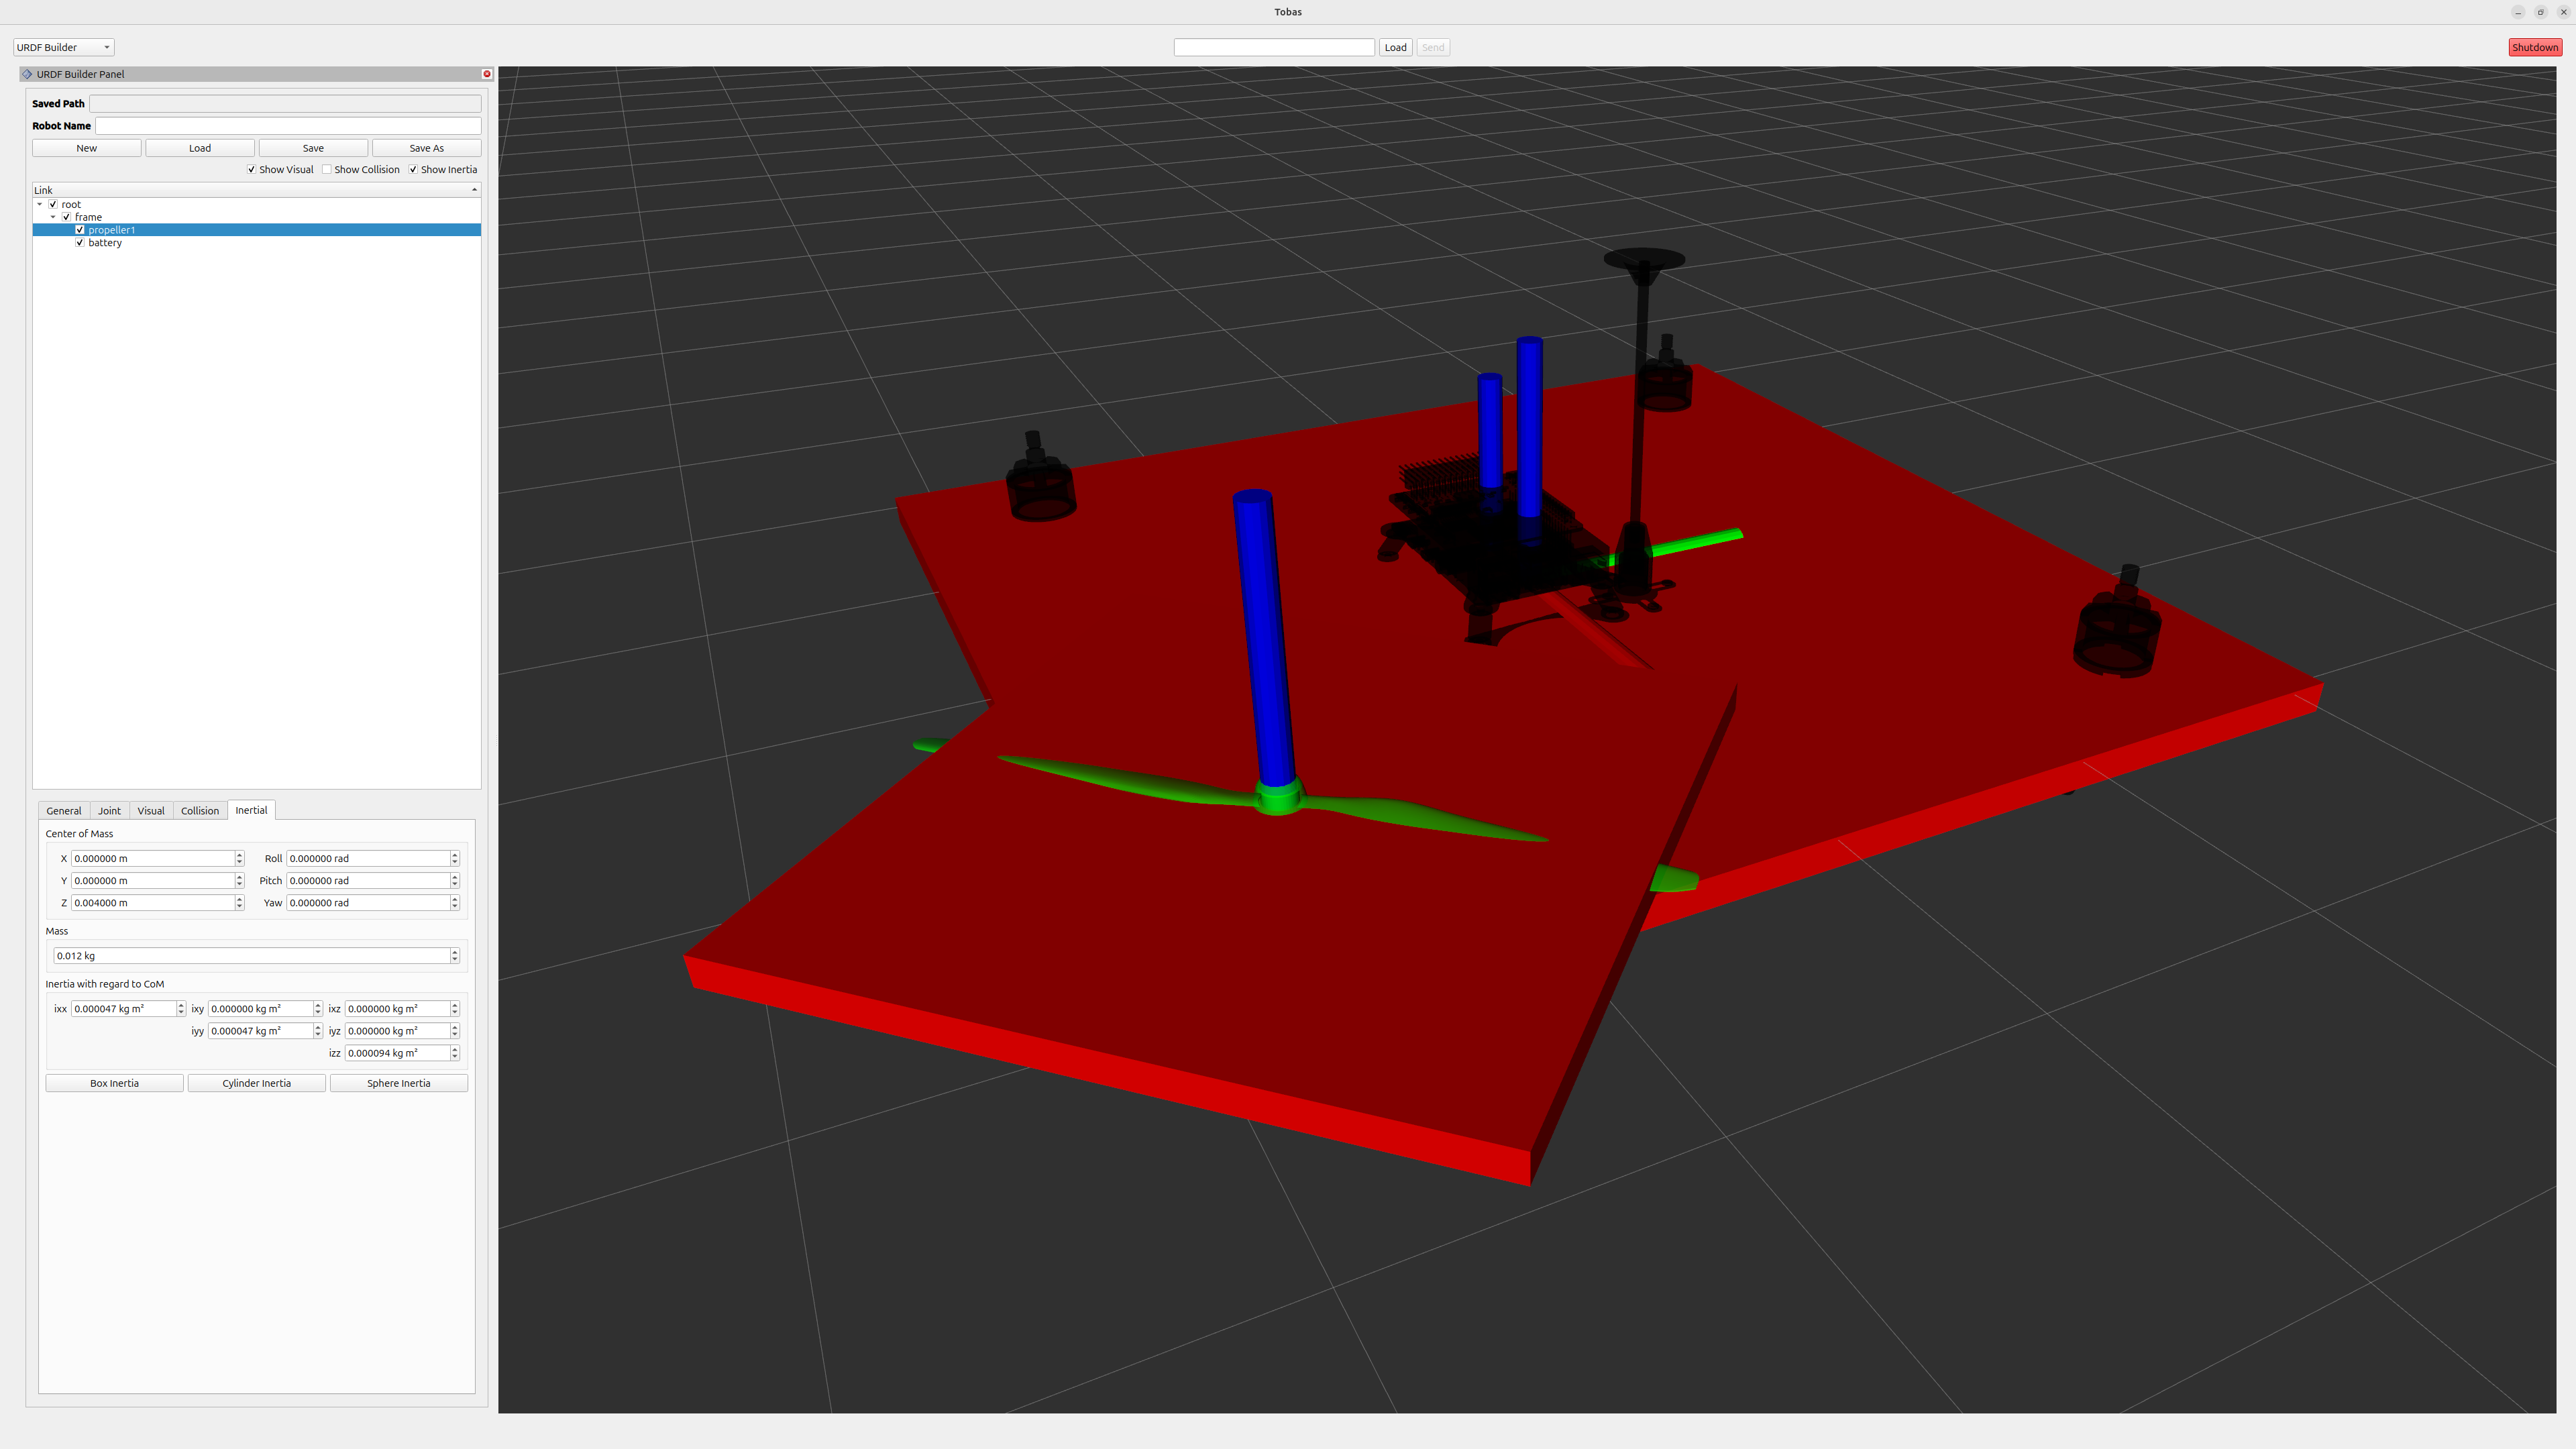 Tobas
URDF Builder
Load
Send
Shutdown
URDF Builder Panel
Saved Path
Robot Name
New
Load
Save
Save As
Show Visual
Show Collision
Show Inertia
Link
root
frame
propeller1
battery
General
Joint
Visual
Collision
Inertial
Center of Mass
X 0.000000 m Roll 0.000000 rad
Y 0.000000 m Pitch 0.000000 rad
Z 0.004000 m Yaw 0.000000 rad
Mass
0.012 kg
Inertia with regard to CoM
ixx 0.000047 kg m² ixy 0.000000 kg m² ixz 0.000000 kg m²
iyy 0.000047 kg m² iyz 0.000000 kg m²
izz 0.000094 kg m²
Box Inertia
Cylinder Inertia
Sphere Inertia